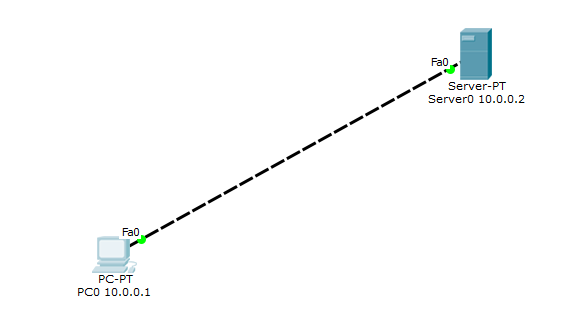 Fa0
Server-PT
Server0 10.0.0.2
Fa0
PC-PT
PC0 10.0.0.1